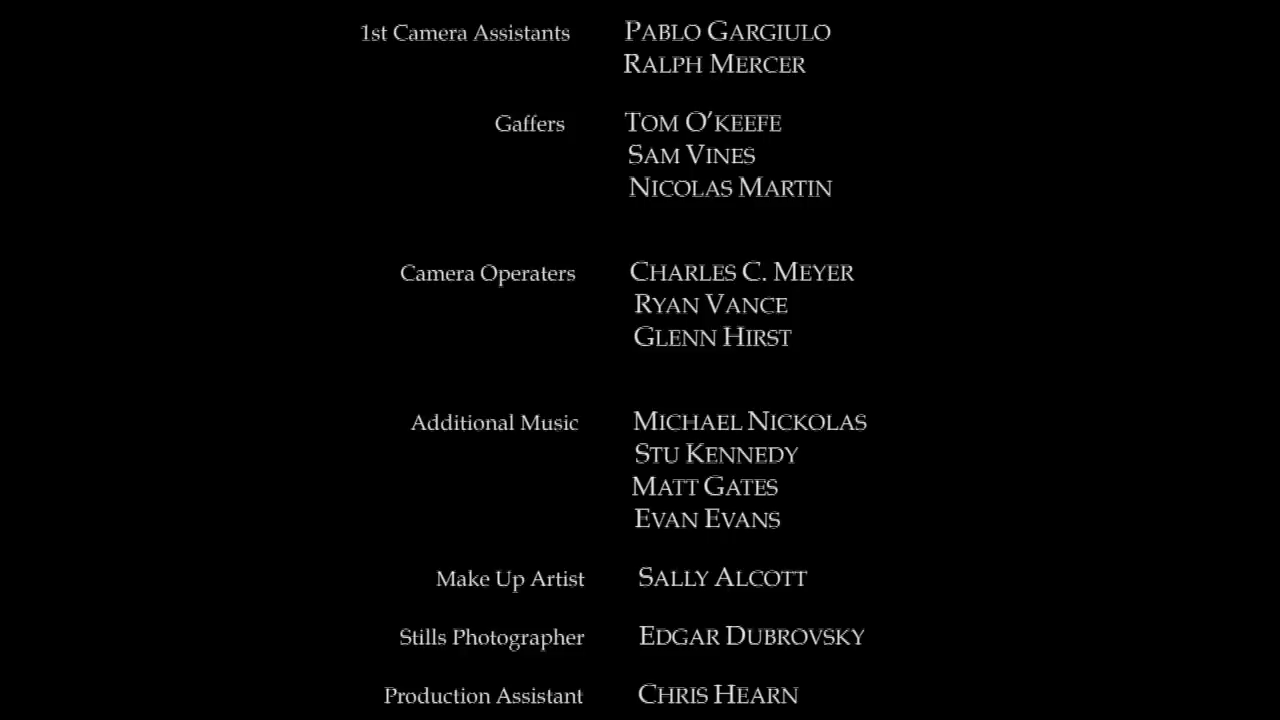 1st Camera Assistants PABLO GARGIULO
RALPH MERCER
Gaffers TOM O'KEEFE
SAM VINES
NICOLAS MARTIN
Camera Operaters CHARLES C. MEYER
RYAN VANCE
GLENN HIRST
Additional Music MICHAEL NICKOLAS
STU KENNEDY
MATT GATES
EVAN EVANS
Make Up Artist SALLY ALCOTT
Stills Photographer EDGAR DUBROVSKY
Production Assistant CHRIS HEARN